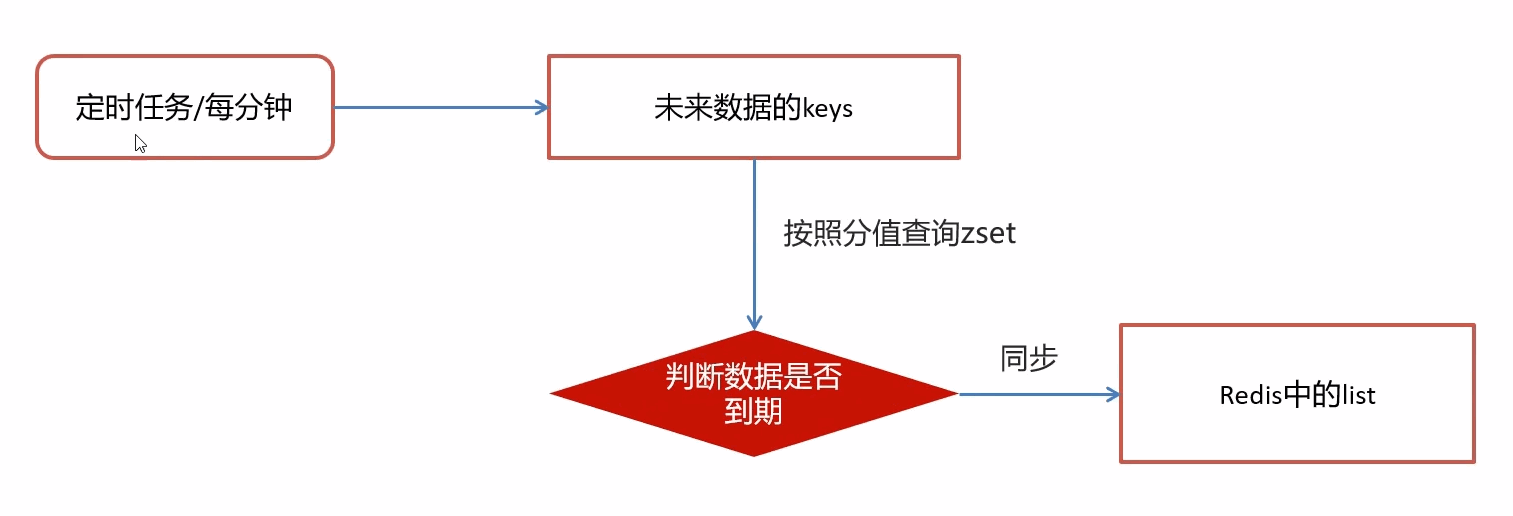 定时任务/每分钟
未来数据的keys
按照分值查询zset
判断数据是否
到期
同步
Redis中的list